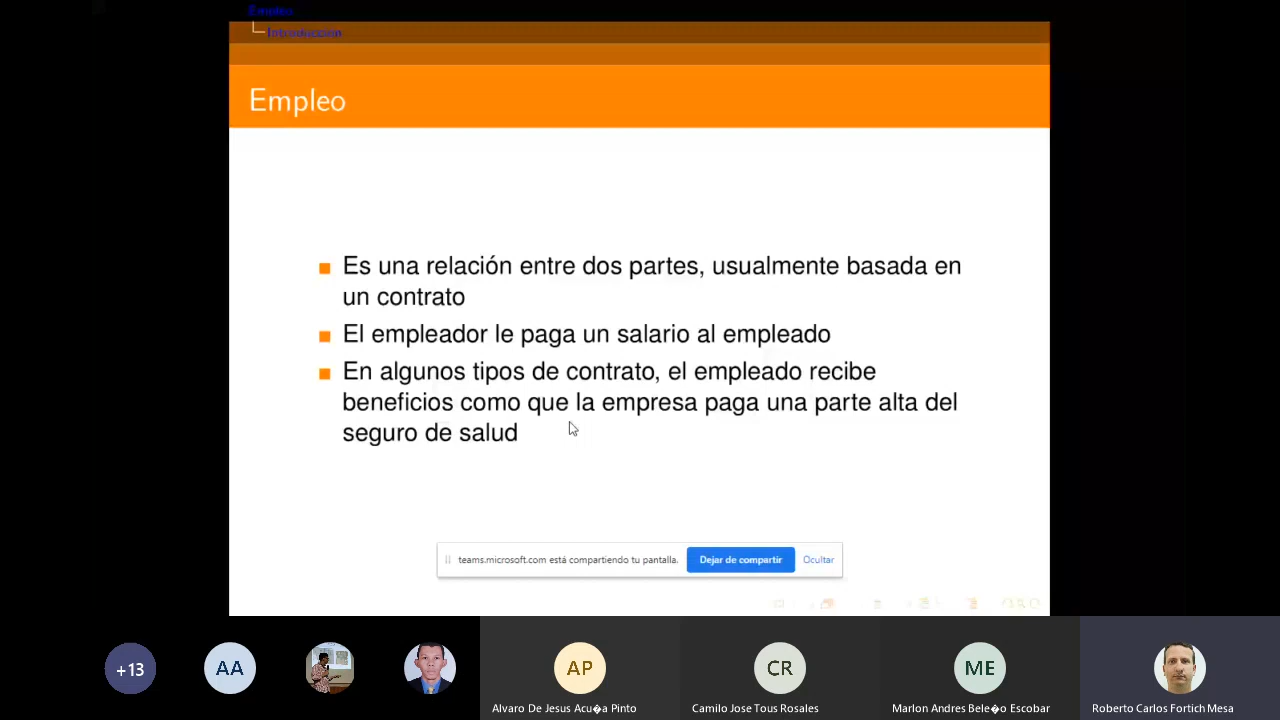 Empleo
Introducción
Empleo
Es una relación entre dos partes, usualmente basada en
un contrato
El empleador le paga un salario al empleado
En algunos tipos de contrato, el empleado recibe
beneficios como que la empresa paga una parte alta del
seguro de salud
teams.microsoft.com está compartiendo tu pantalla.
Dejar de compartir
Ocultar
+13
AA
AP
CR
ME
Alvaro De Jesus Acu�a Pinto
Camilo Jose Tous Rosales
Marlon Andres Bele�o Escobar
Roberto Carlos Fortich Mesa